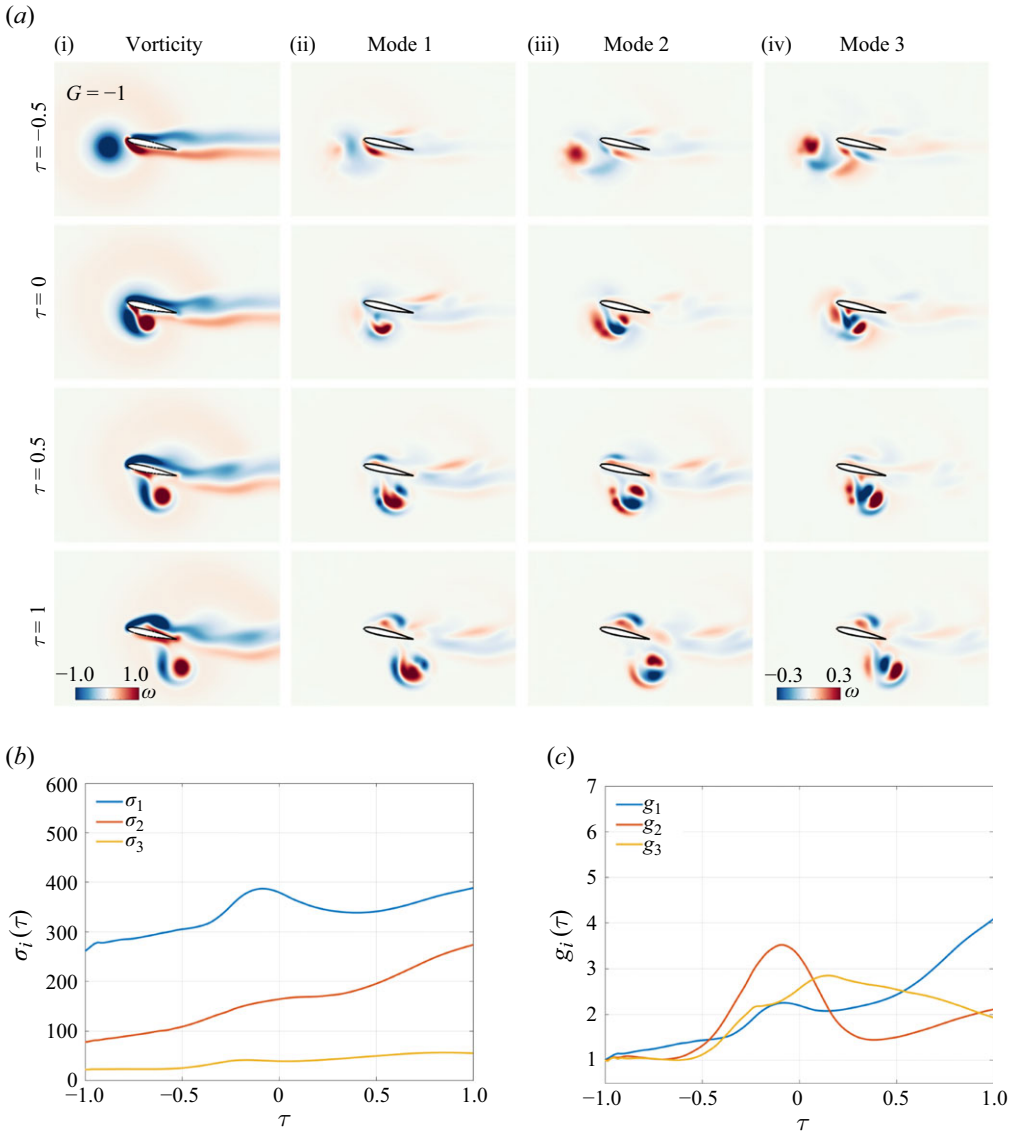 (a)
(i) Vorticity (ii) Mode 1 (iii) Mode 2 (iv) Mode 3
G = −1
τ = −0.5
τ = 0
τ = 0.5
τ = 1
−1.0 1.0 ω
−0.3 0.3 ω
(b)
600
500
400
300
200
100
0
σi (τ)
σ1
σ2
σ3
−1.0 −0.5 0 0.5 1.0
τ
(c)
7
6
5
4
3
2
1
gi (τ)
g1
g2
g3
−1.0 −0.5 0 0.5 1.0
τ